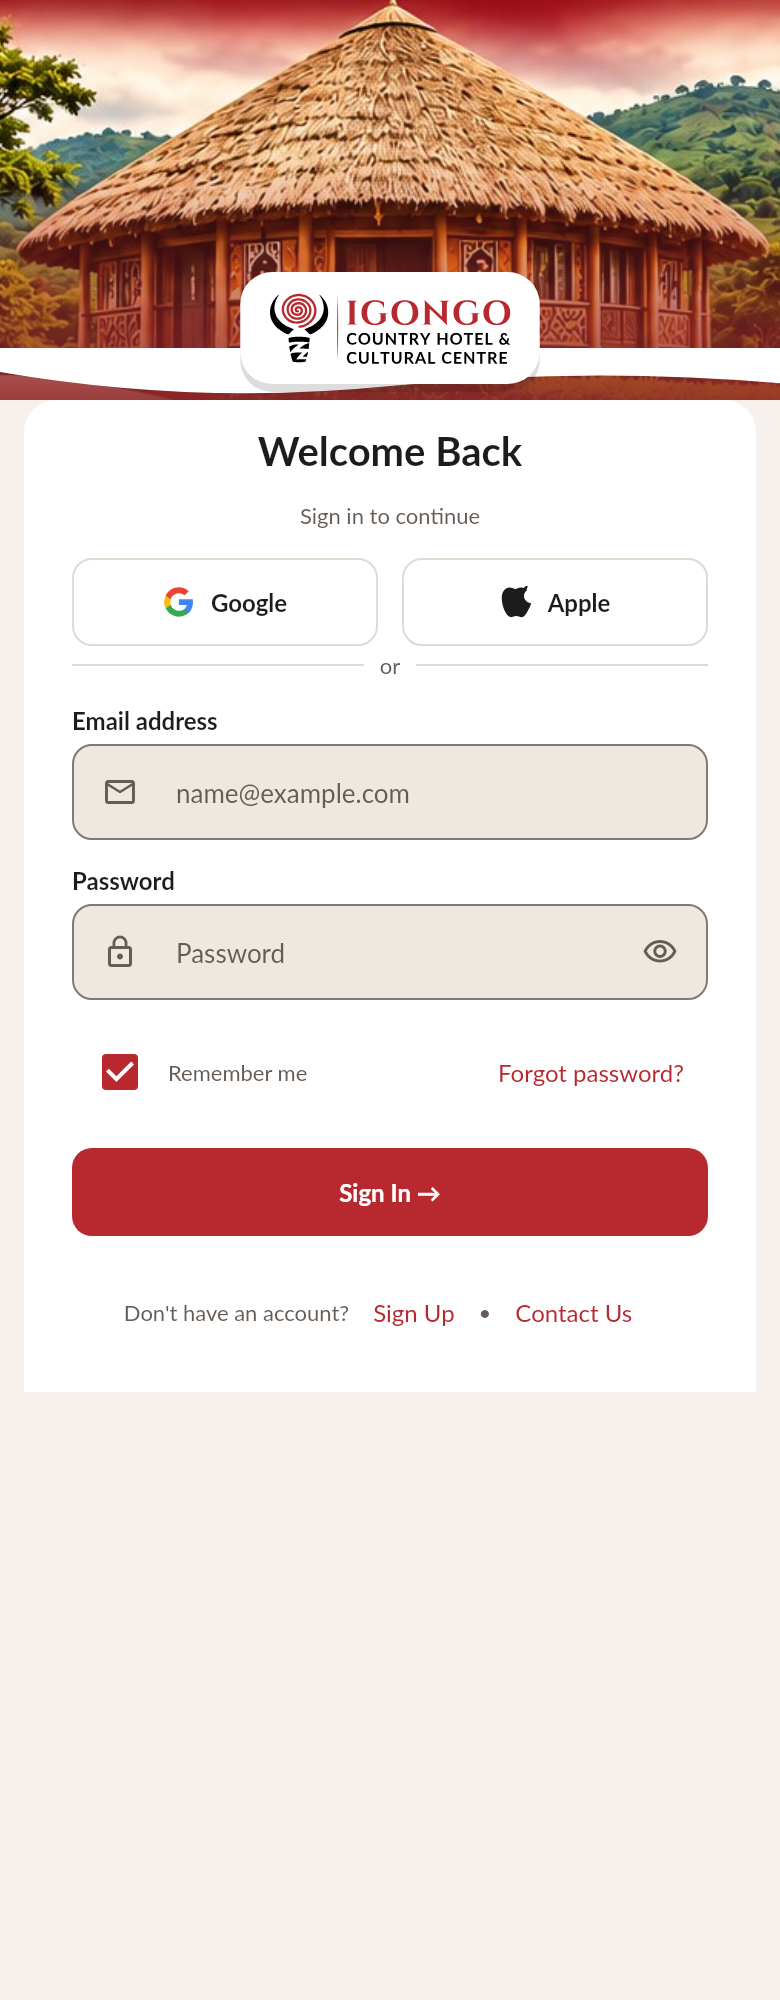 IGONGO
COUNTRY HOTEL &
CULTURAL CENTRE
Welcome Back
Sign in to continue
Google
Apple
or
Email address
name@example.com
Password
Password
Remember me
Forgot password?
Sign In →
Don't have an account? Sign Up • Contact Us